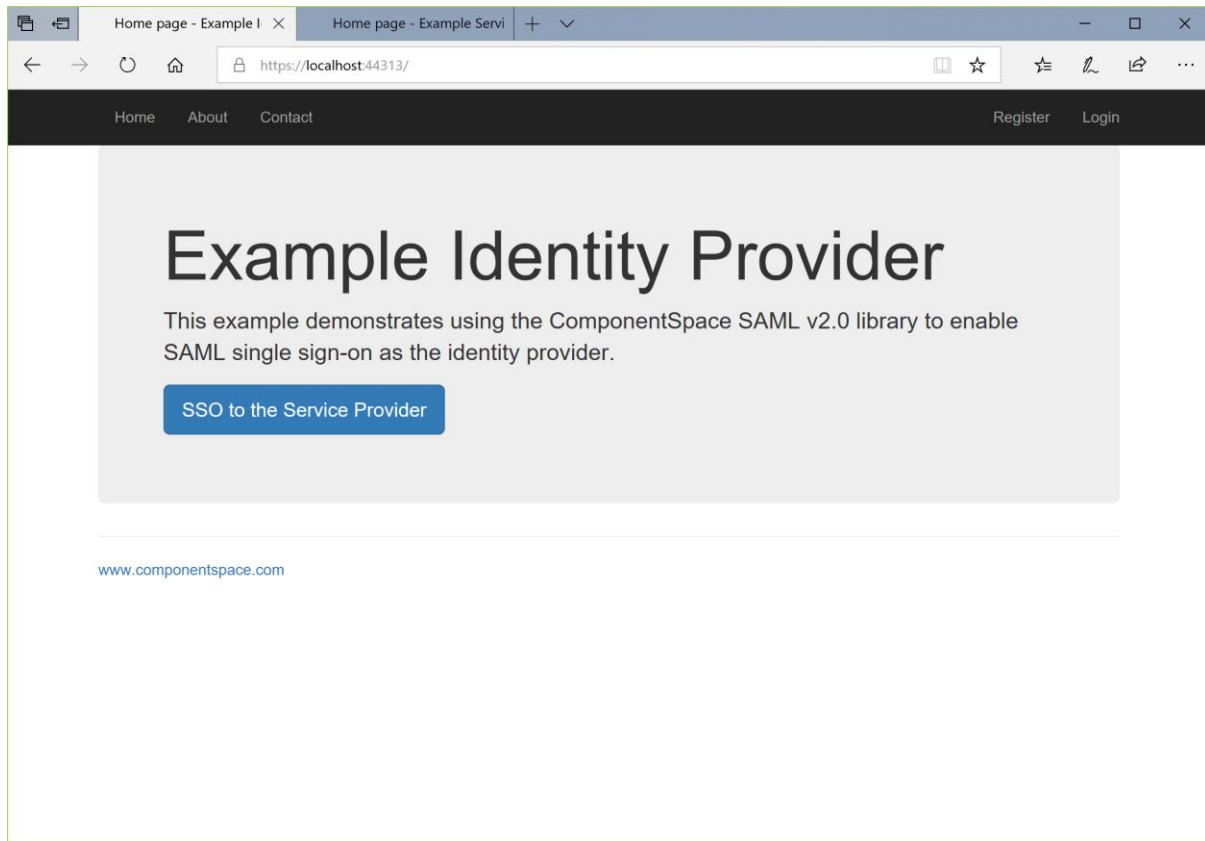 Home page - Example I
Home page - Example Servi
https://localhost:44313/
Home About Contact Register Login
Example Identity Provider
This example demonstrates using the ComponentSpace SAML v2.0 library to enable
SAML single sign-on as the identity provider.
SSO to the Service Provider
www.componentspace.com